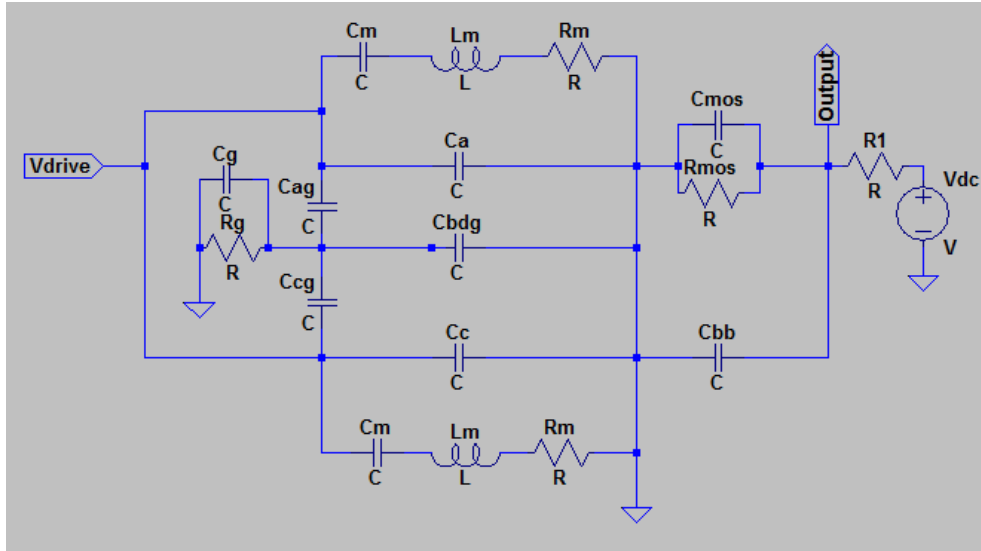 Cm
Lm
Rm
C
L
R
Output
Cmos
C
Rmos
R
R1
R
Vdc
V
Vdrive
Cg
C
Rg
R
Cag
C
Ca
C
Cbdg
C
Ccg
C
Cc
C
Cbb
C
Cm
Lm
Rm
C
L
R